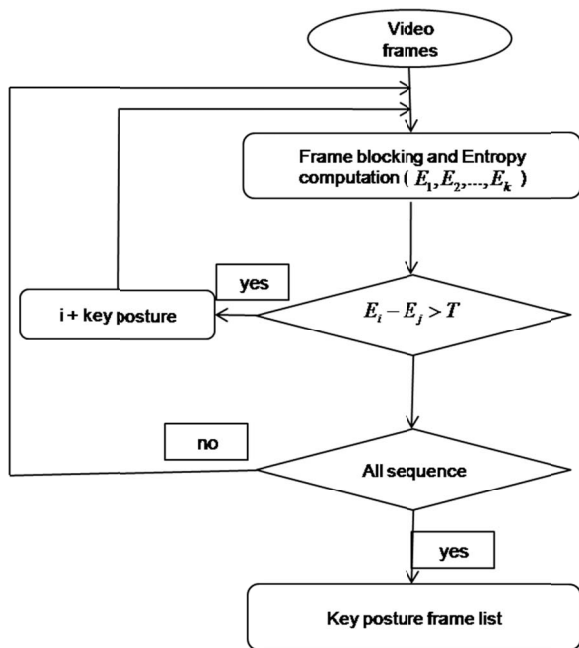 Video
frames
Frame blocking and Entropy
computation ( E₁,E₂,...,Eₖ )
yes
i + key posture
Eᵢ − Eⱼ > T
no
All sequence
yes
Key posture frame list